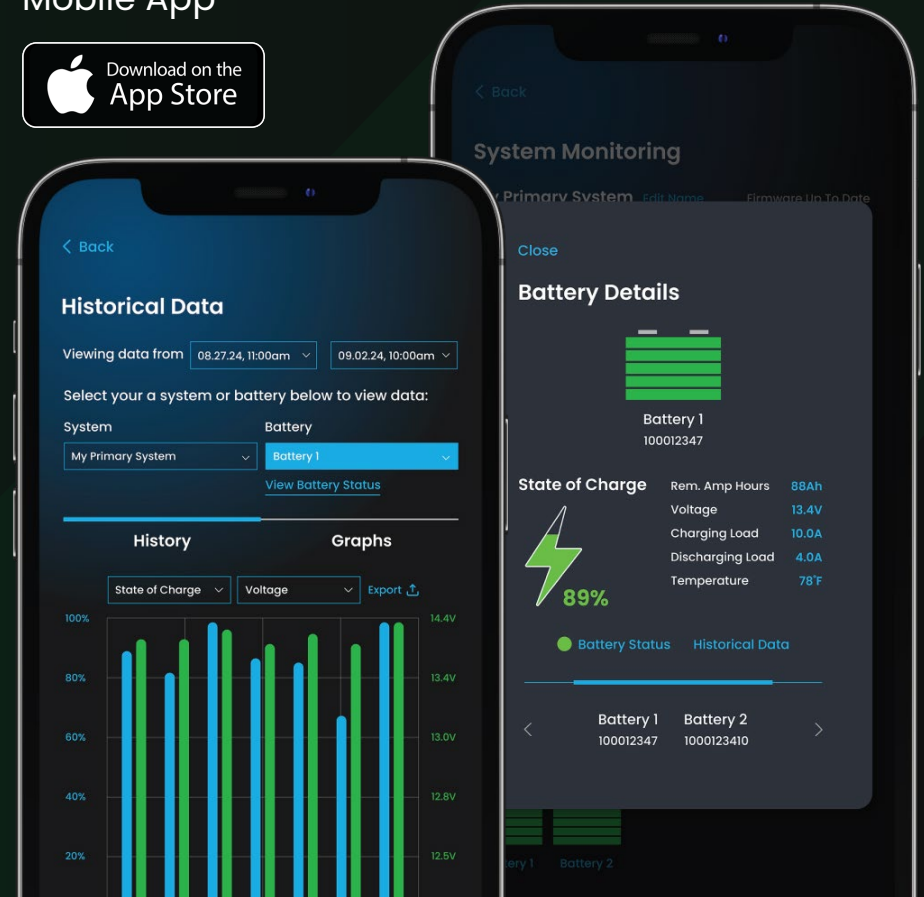 Mobile App
Download on the
App Store
< Back
Historical Data
Viewing data from 08.27.24, 11:00am 09.02.24, 10:00am
Select your a system or battery below to view data:
System Battery
My Primary System Battery 1
View Battery Status
History Graphs
State of Charge Voltage Export
100% 14.4V
80% 13.4V
60% 13.0V
40% 12.8V
20% 12.5V
< Back
System Monitoring
Primary System Edit Name Firmware Up To Date
Close
Battery Details
Battery 1
100012347
State of Charge
89%
Rem. Amp Hours 88Ah
Voltage 13.4V
Charging Load 10.0A
Discharging Load 4.0A
Temperature 78°F
Battery Status Historical Data
Battery 1 Battery 2
100012347 1000123410
tery 1 Battery 2